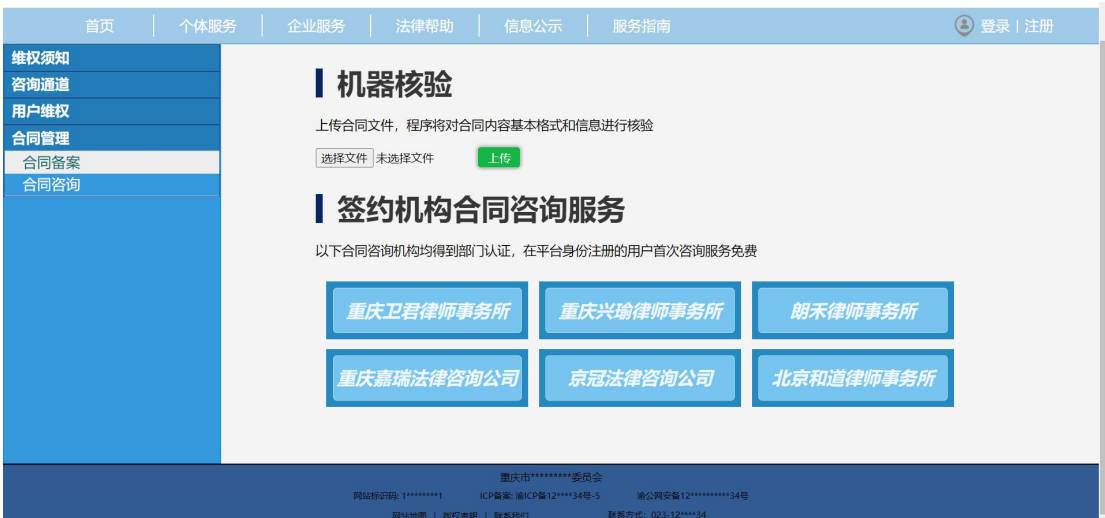 首页 个体服务 企业服务 法律帮助 信息公示 服务指南 登录 | 注册
维权须知
咨询通道
用户维权
合同管理
合同备案
合同咨询
机器核验
上传合同文件，程序将对合同内容基本格式和信息进行核验
选择文件 未选择文件 上传
签约机构合同咨询服务
以下合同咨询机构均得到部门认证，在平台身份注册的用户首次咨询服务免费
重庆卫君律师事务所 重庆兴瑜律师事务所 朗禾律师事务所
重庆嘉瑞法律咨询公司 京冠法律咨询公司 北京和道律师事务所
重庆市*********委员会
网站标识码: 1********1 ICP备案: 渝ICP备12****34号-5 渝公网安备12**********34号
网站地图 | 版权声明 | 联系我们 联系方式：023-12****34